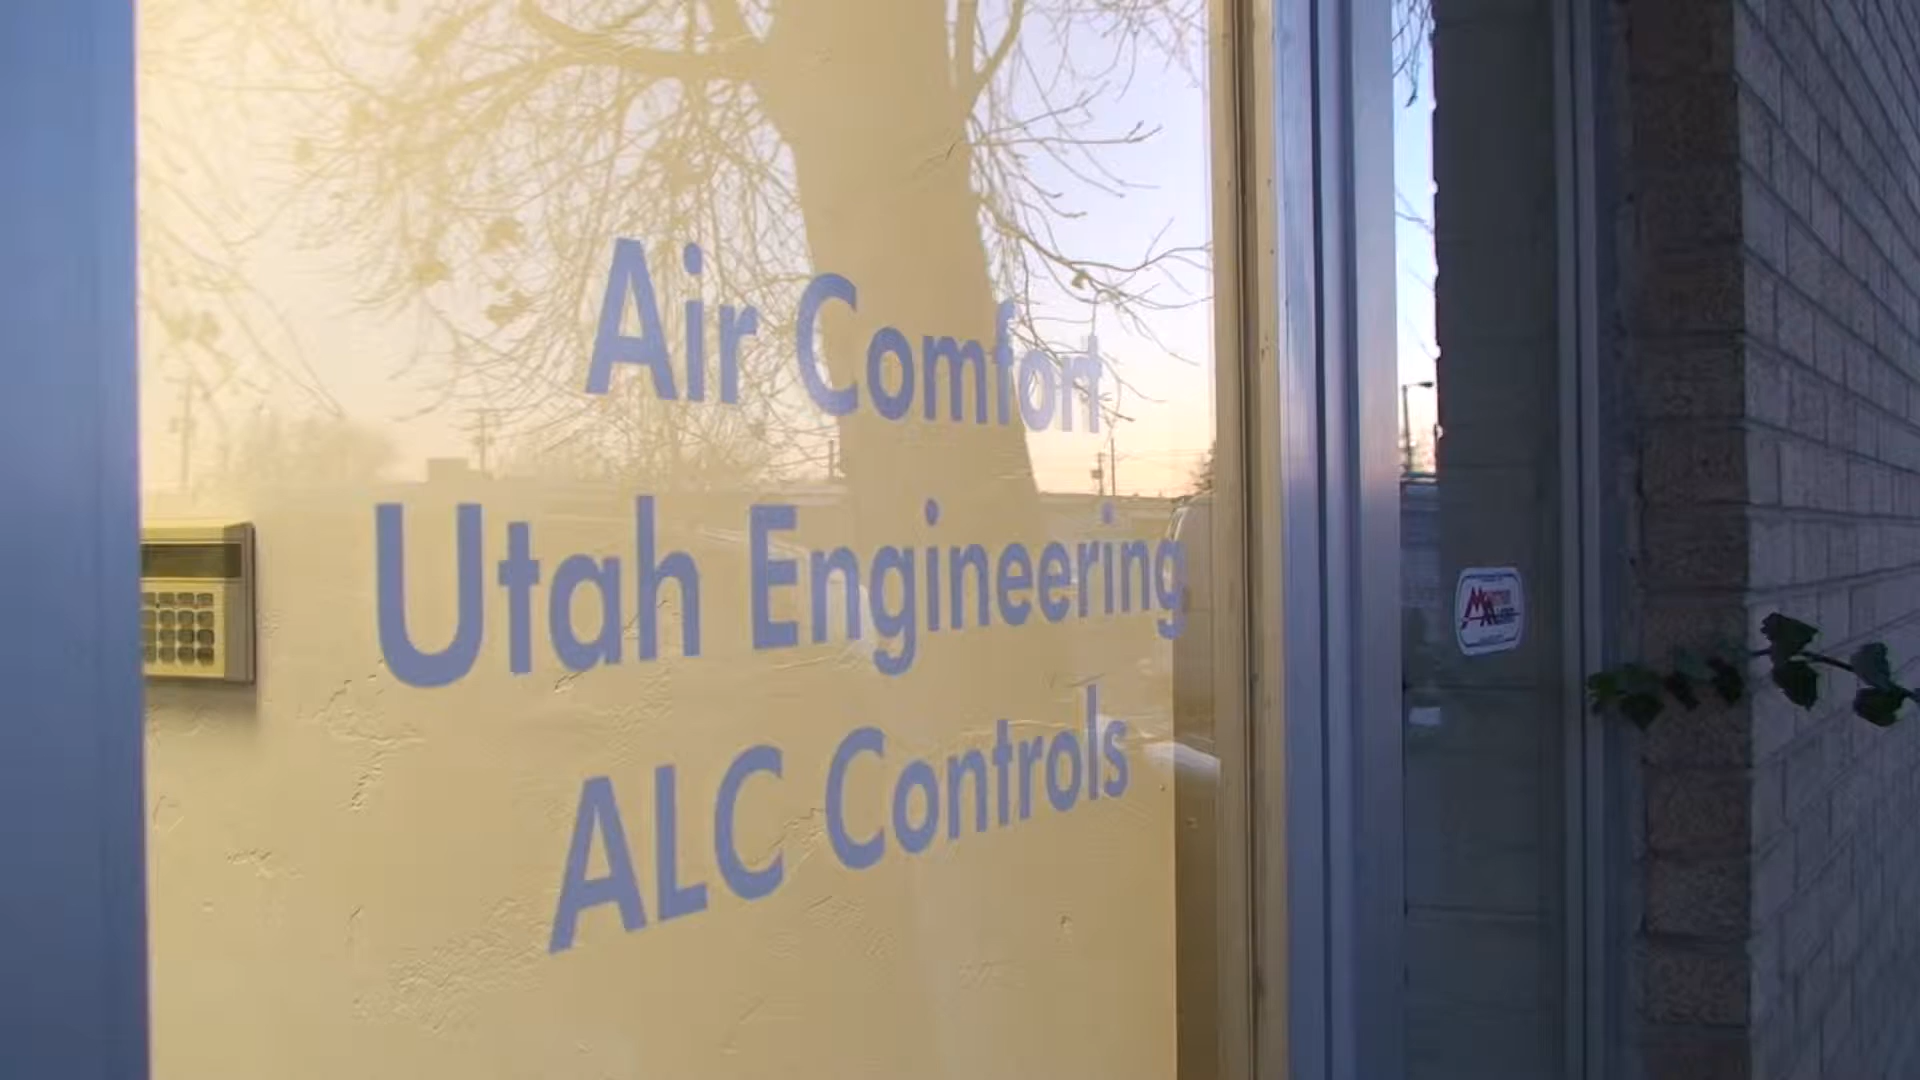 Air Comfort
Utah Engineering
ALC Controls